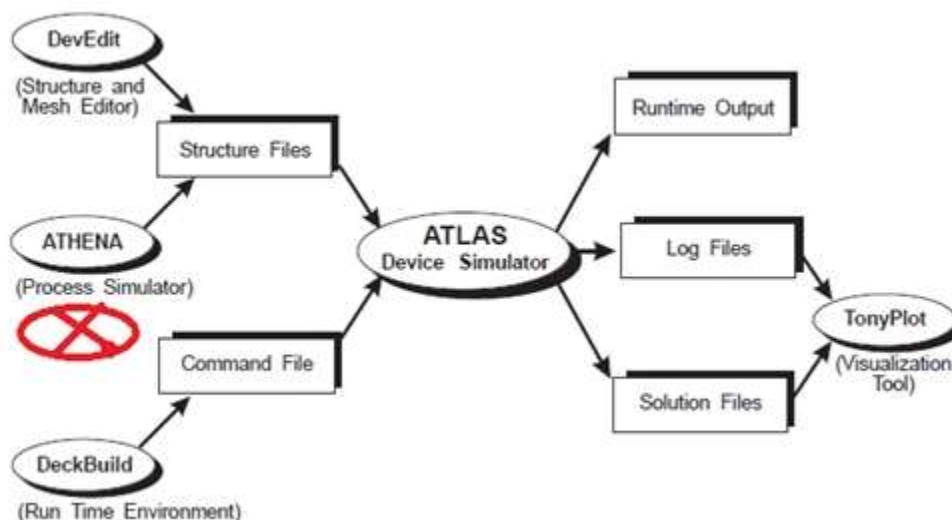 DevEdit
(Structure and
Mesh Editor)
Structure Files
ATHENA
(Process Simulator)
Command File
DeckBuild
(Run Time Environment)
ATLAS
Device Simulator
Runtime Output
Log Files
Solution Files
TonyPlot
(Visualization
Tool)